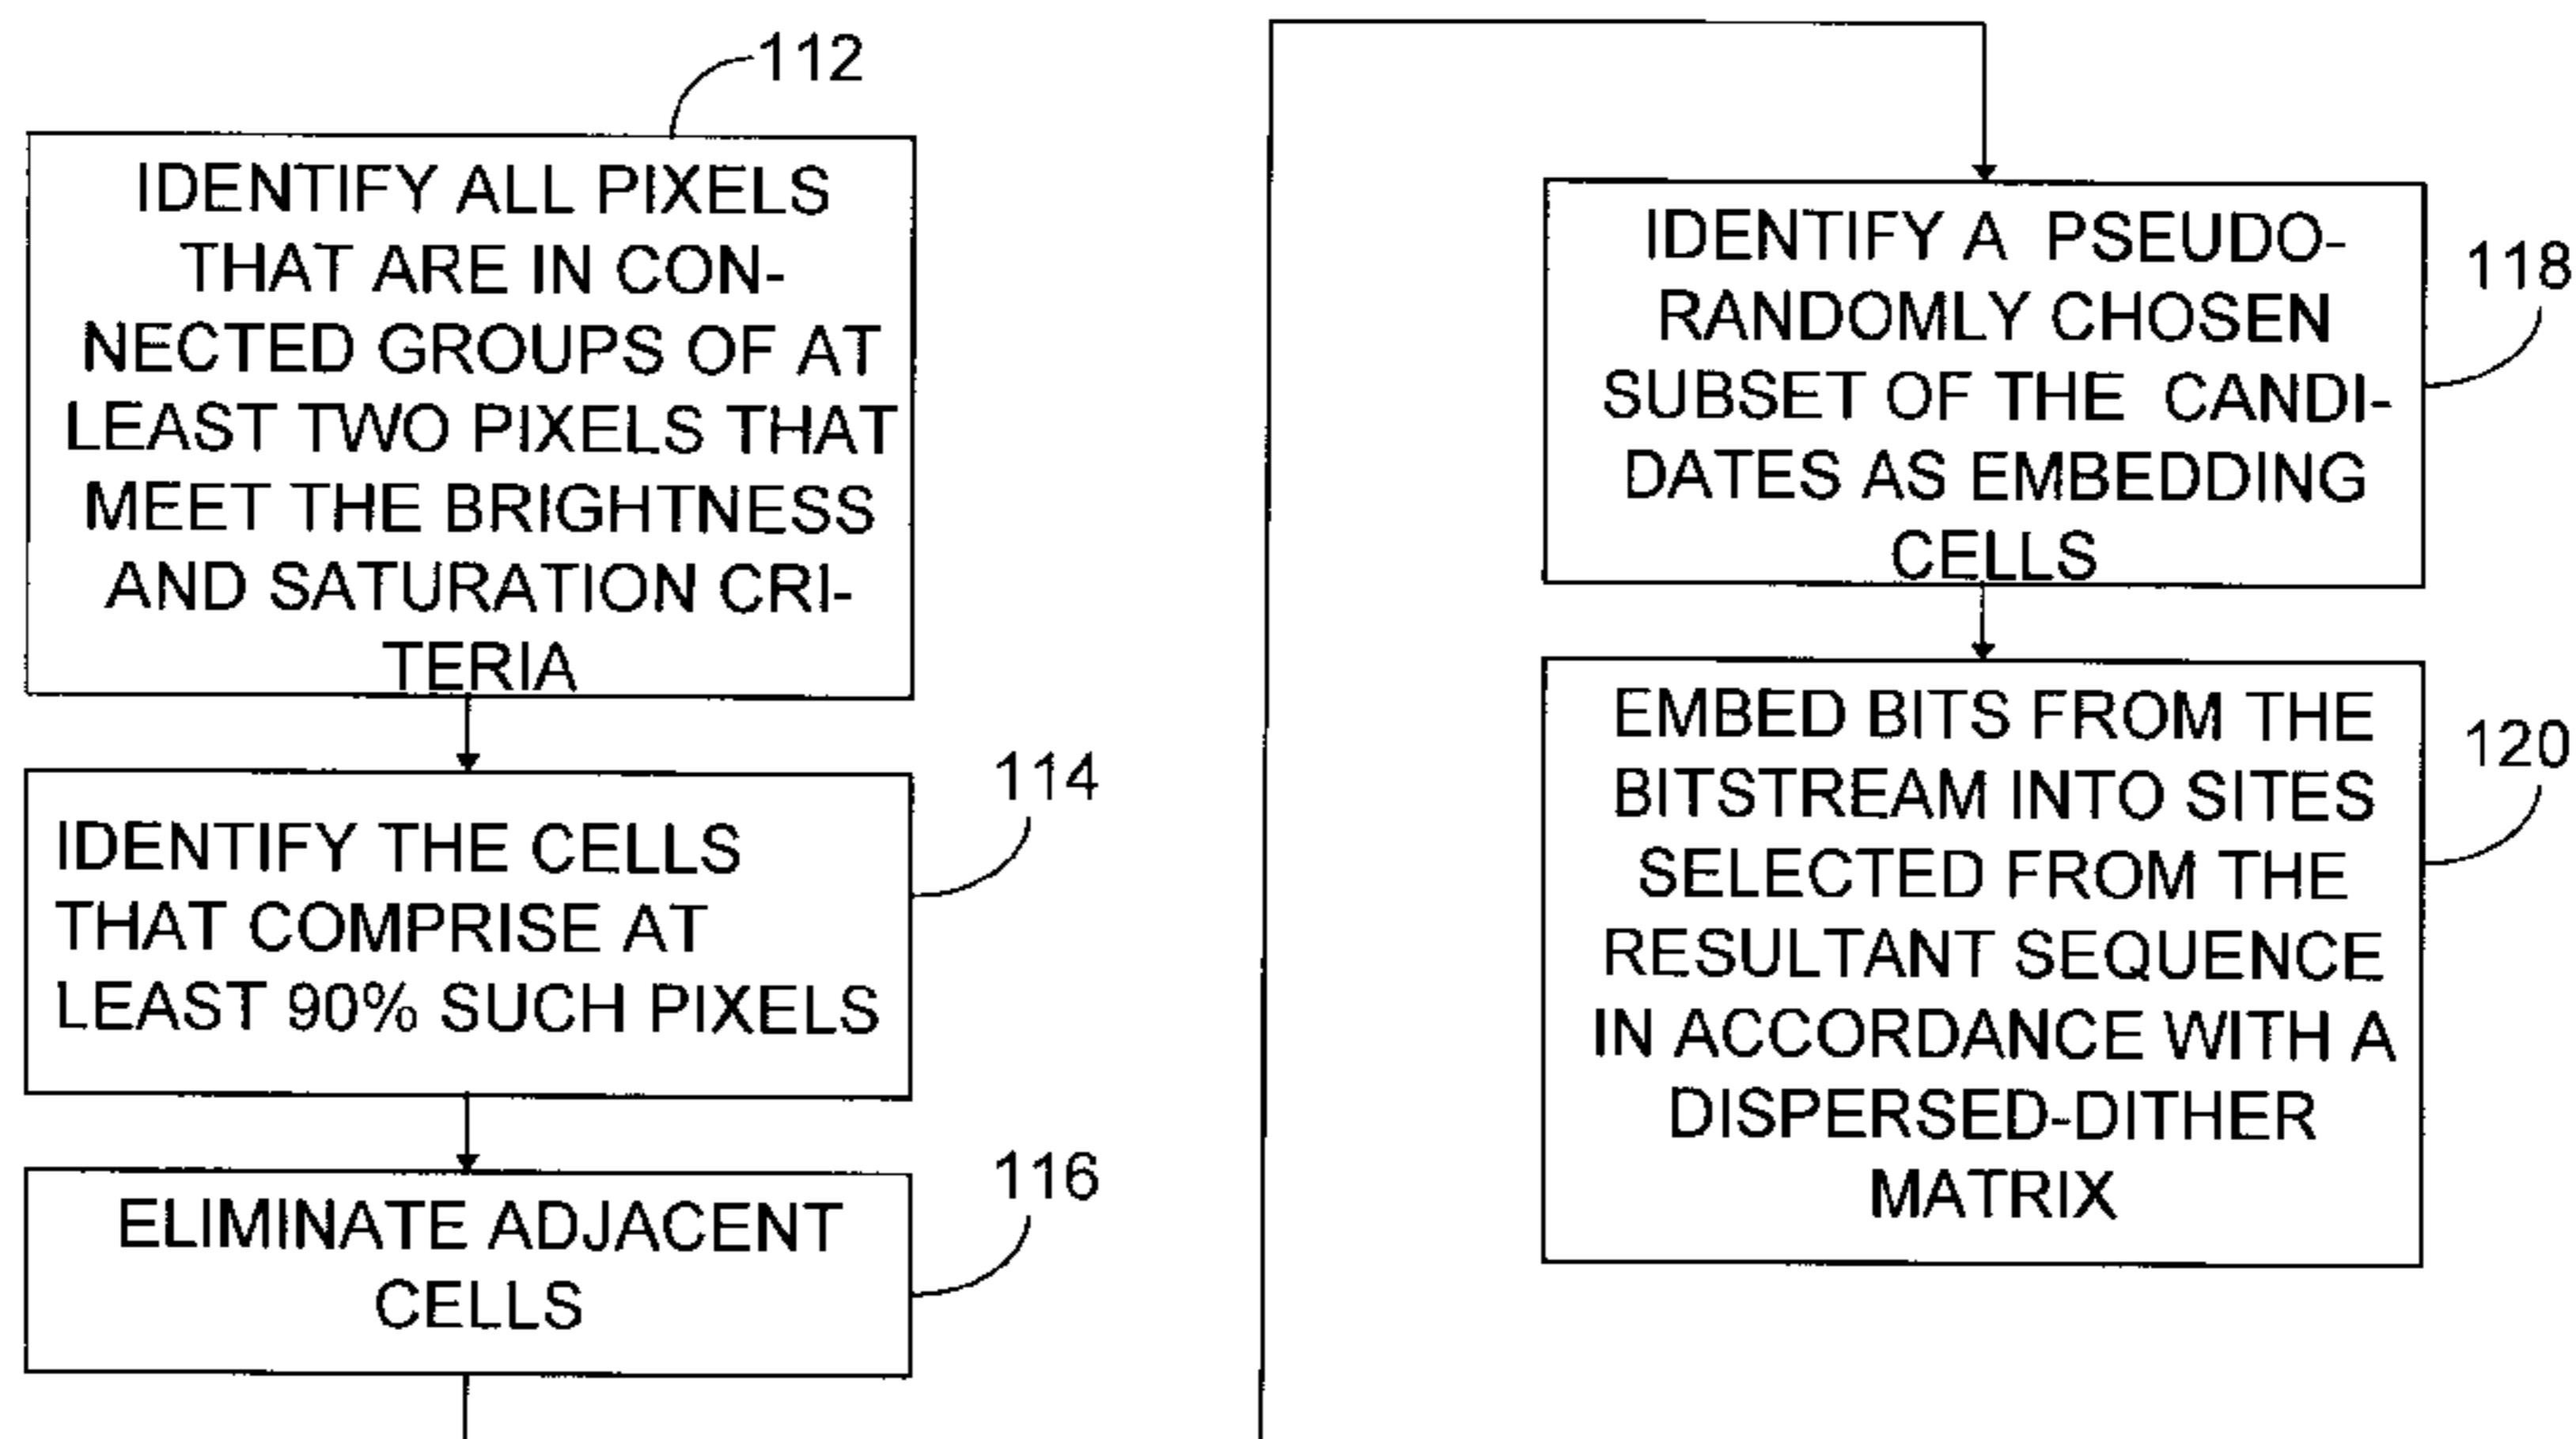 112
IDENTIFY ALL PIXELS
THAT ARE IN CON-
NECTED GROUPS OF AT
LEAST TWO PIXELS THAT
MEET THE BRIGHTNESS
AND SATURATION CRI-
TERIA
114
IDENTIFY THE CELLS
THAT COMPRISE AT
LEAST 90% SUCH PIXELS
116
ELIMINATE ADJACENT
CELLS
118
IDENTIFY A PSEUDO-
RANDOMLY CHOSEN
SUBSET OF THE CANDI-
DATES AS EMBEDDING
CELLS
120
EMBED BITS FROM THE
BITSTREAM INTO SITES
SELECTED FROM THE
RESULTANT SEQUENCE
IN ACCORDANCE WITH A
DISPERSED-DITHER
MATRIX